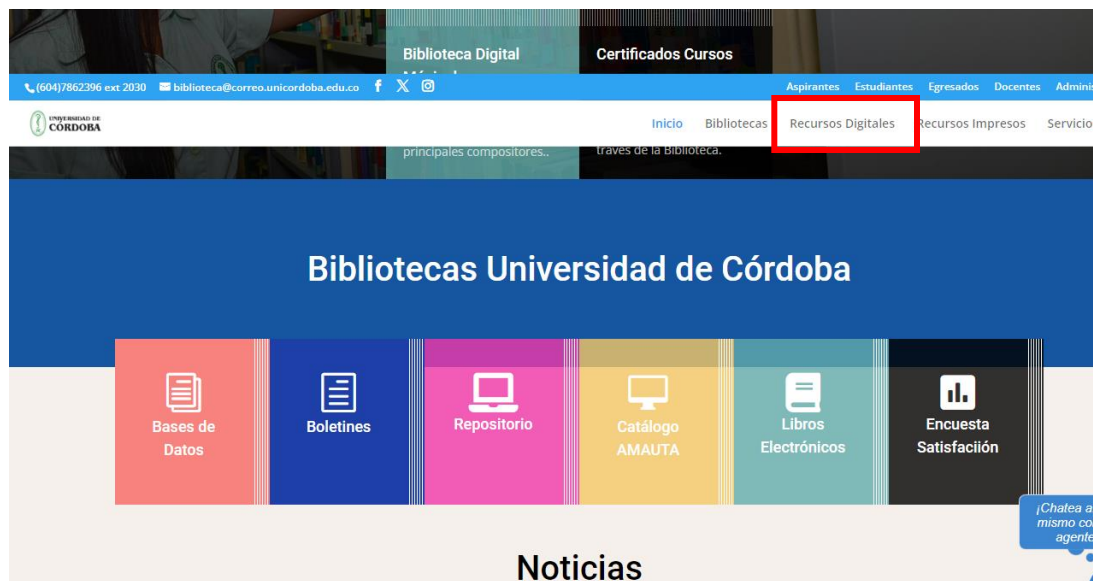 Biblioteca Digital
Certificados Cursos
(604)7862396 ext 2030 biblioteca@correo.unicordoba.edu.co
Aspirantes Estudiantes Egresados Docentes
UNIVERSIDAD DE
CÓRDOBA
Inicio Bibliotecas Recursos Digitales Recursos Impresos Servicio
principales compositores..
través de la Biblioteca.
Bibliotecas Universidad de Córdoba
Bases de
Datos
Boletines
Repositorio
Catálogo
AMAUTA
Libros
Electrónicos
Encuesta
Satisfaciión
¡Chatea a
mismo co
agente
Noticias